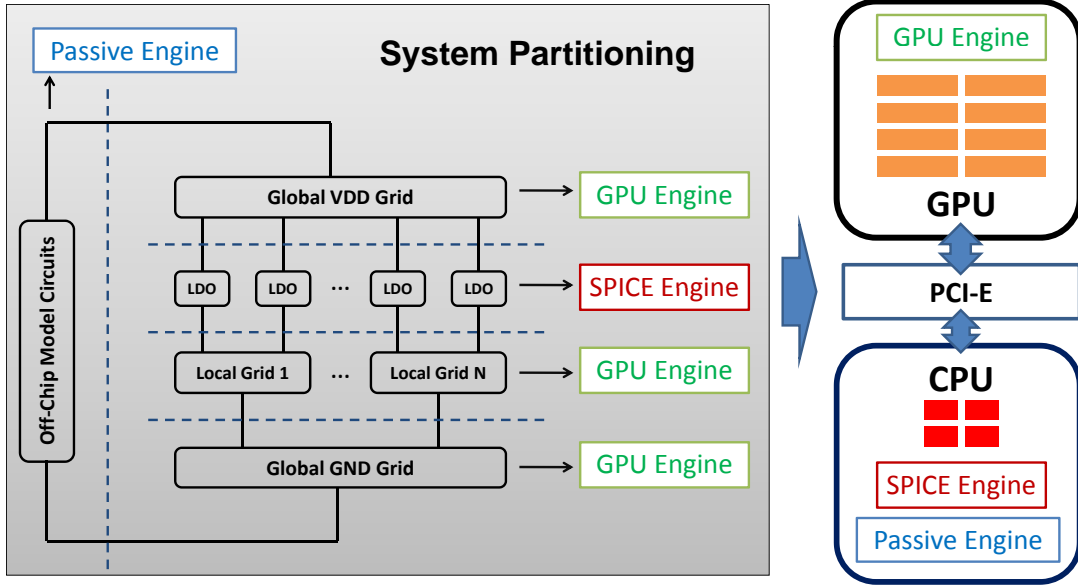 System Partitioning
Passive Engine
Off-Chip Model Circuits
Global VDD Grid
GPU Engine
LDO
LDO
...
LDO
LDO
SPICE Engine
Local Grid 1
...
Local Grid N
GPU Engine
Global GND Grid
GPU Engine
GPU Engine
GPU
PCI-E
CPU
SPICE Engine
Passive Engine